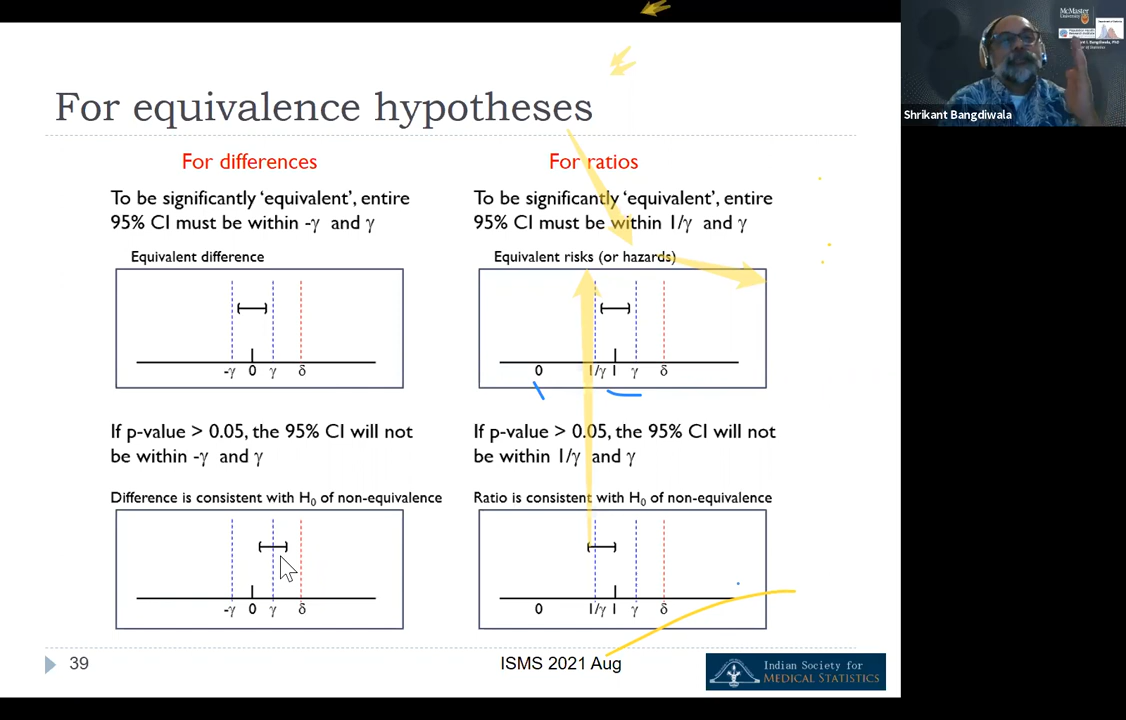 For equivalence hypotheses
For differences
To be significantly ‘equivalent’, entire
95% CI must be within -γ and γ
Equivalent difference
-γ 0 γ δ
If p-value > 0.05, the 95% CI will not
be within -γ and γ
Difference is consistent with H0 of non-equivalence
-γ 0 γ δ
For ratios
To be significantly ‘equivalent’, entire
95% CI must be within 1/γ and γ
Equivalent risks (or hazards)
0 1/γ 1 γ δ
If p-value > 0.05, the 95% CI will not
be within 1/γ and γ
Ratio is consistent with H0 of non-equivalence
0 1/γ 1 γ δ
39
ISMS 2021 Aug
Indian Society for
MEDICAL STATISTICS
McMaster
University
Shrikant Bangdiwala